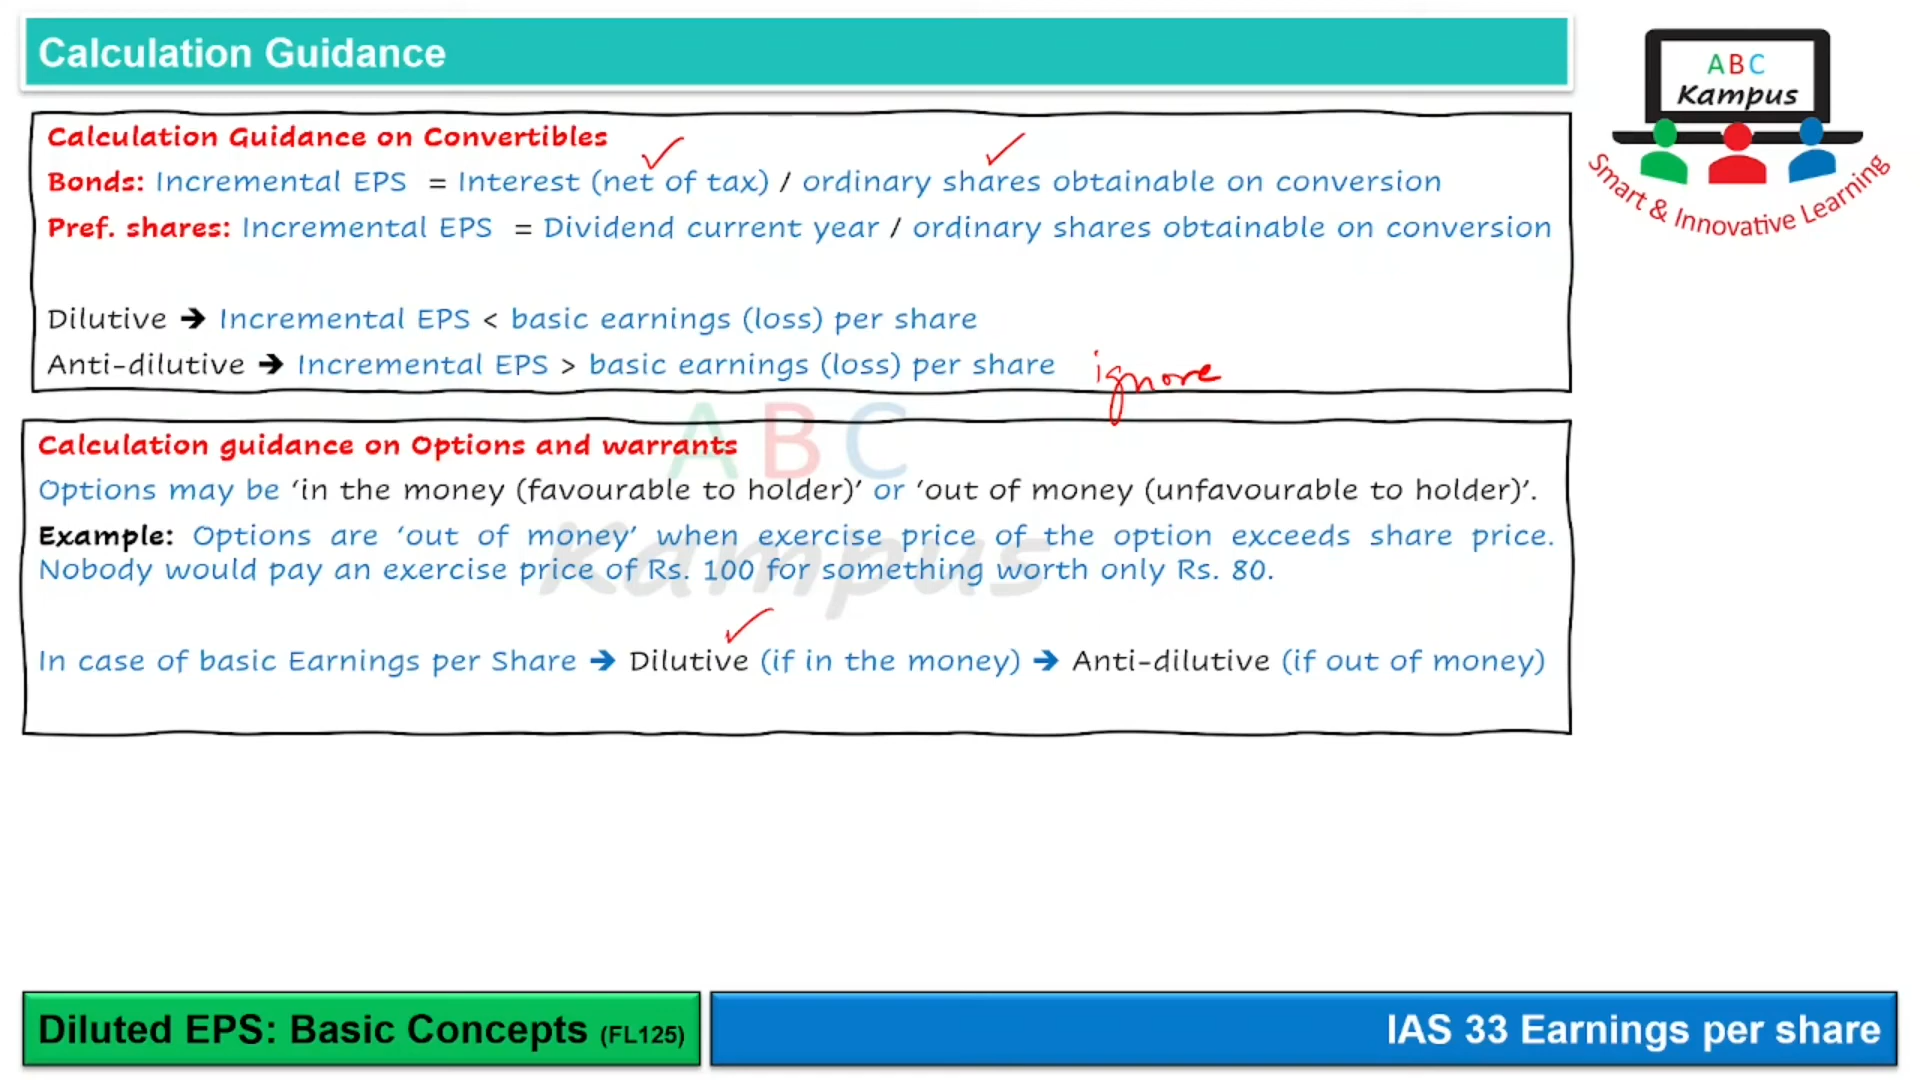 Calculation Guidance
ABC
Kampus
Smart & Innovative Learning
Calculation Guidance on Convertibles
Bonds: Incremental EPS = Interest (net of tax) / ordinary shares obtainable on conversion
Pref. shares: Incremental EPS = Dividend current year / ordinary shares obtainable on conversion
Dilutive ➔ Incremental EPS < basic earnings (loss) per share
Anti-dilutive ➔ Incremental EPS > basic earnings (loss) per share ignore
ABC
Kampus
Calculation guidance on Options and warrants
Options may be ‘in the money (favourable to holder)’ or ‘out of money (unfavourable to holder)’.
Example: Options are ‘out of money’ when exercise price of the option exceeds share price.
Nobody would pay an exercise price of Rs. 100 for something worth only Rs. 80.
In case of basic Earnings per Share ➔ Dilutive (if in the money) ➔ Anti-dilutive (if out of money)
Diluted EPS: Basic Concepts (FL125)
IAS 33 Earnings per share